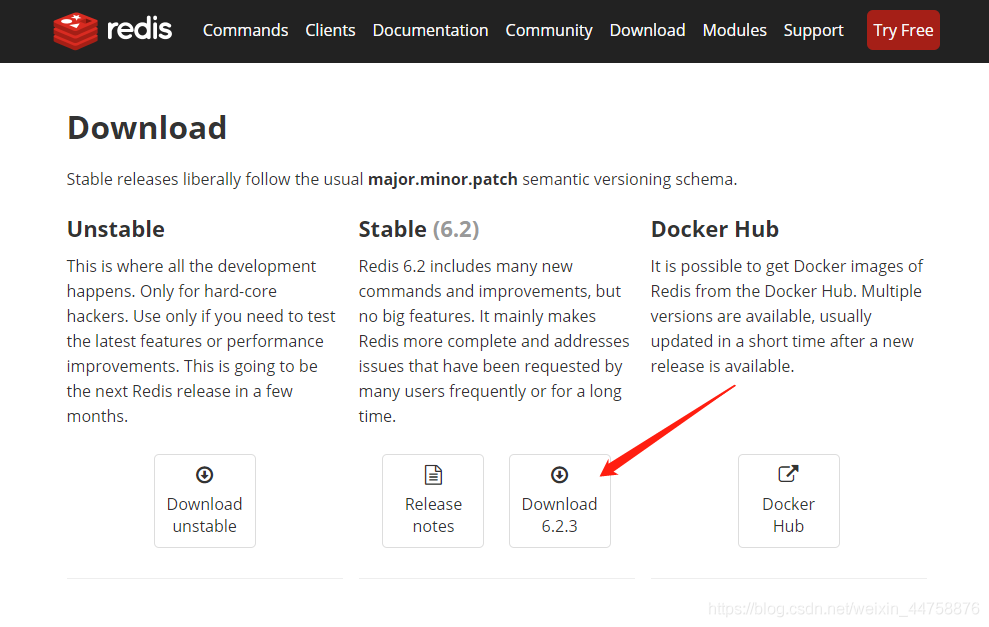 redis Commands Clients Documentation Community Download Modules Support Try Free
Download
Stable releases liberally follow the usual major.minor.patch semantic versioning schema.
Unstable
This is where all the development
happens. Only for hard-core
hackers. Use only if you need to test
the latest features or performance
improvements. This is going to be
the next Redis release in a few
months.
Download
unstable
Stable (6.2)
Redis 6.2 includes many new
commands and improvements, but
no big features. It mainly makes
Redis more complete and addresses
issues that have been requested by
many users frequently or for a long
time.
Release
notes
Download
6.2.3
Docker Hub
It is possible to get Docker images of
Redis from the Docker Hub. Multiple
versions are available, usually
updated in a short time after a new
release is available.
Docker
Hub
https://blog.csdn.net/weixin_44758876